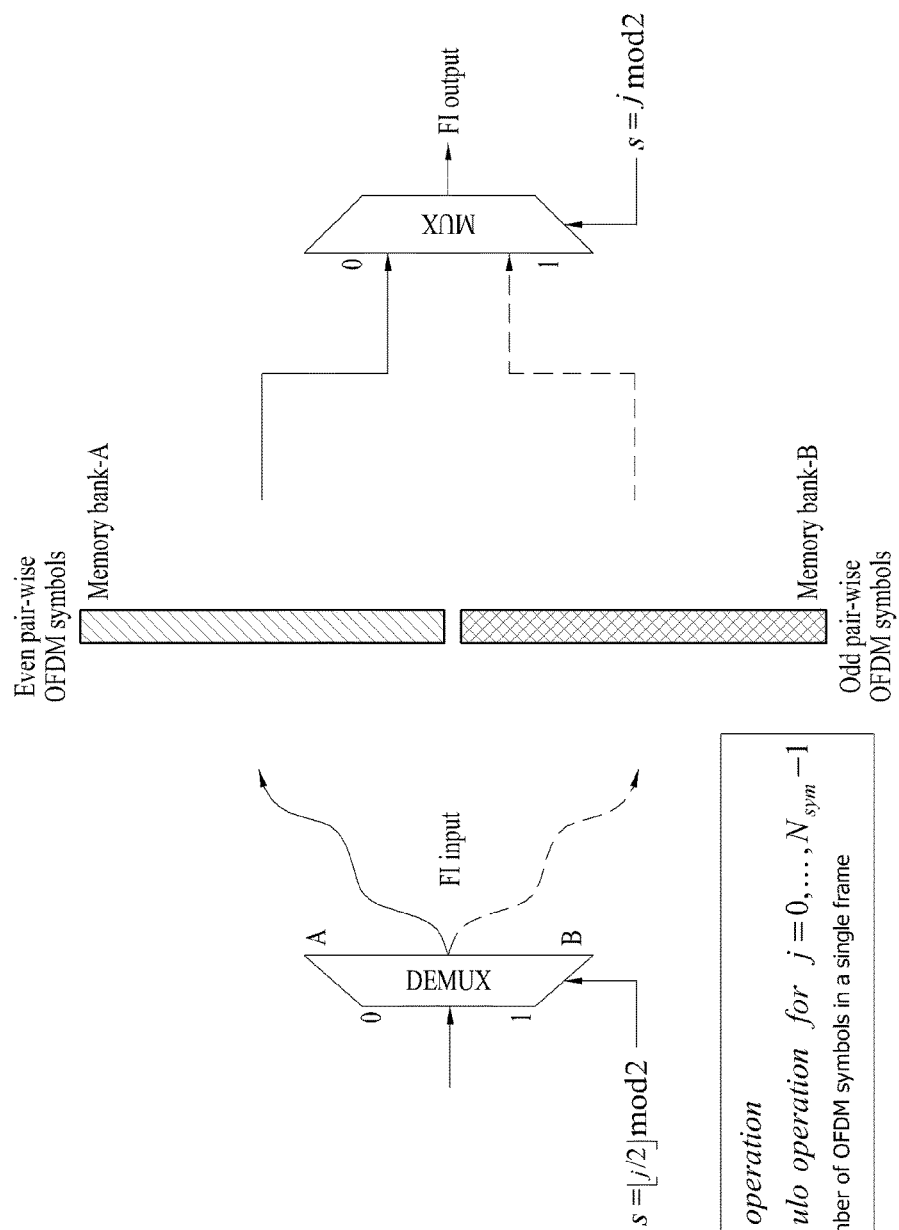 Even pair-wise
OFDM symbols
Memory bank-A
0
1
DEMUX
A
B
FI input
s = ⌊j/2⌋mod2
0
1
MUX
FI output
s = j mod2
Memory bank-B
Odd pair-wise
OFDM symbols
operation
ulo operation for j=0,...,N_sym−1
nber of OFDM symbols in a single frame